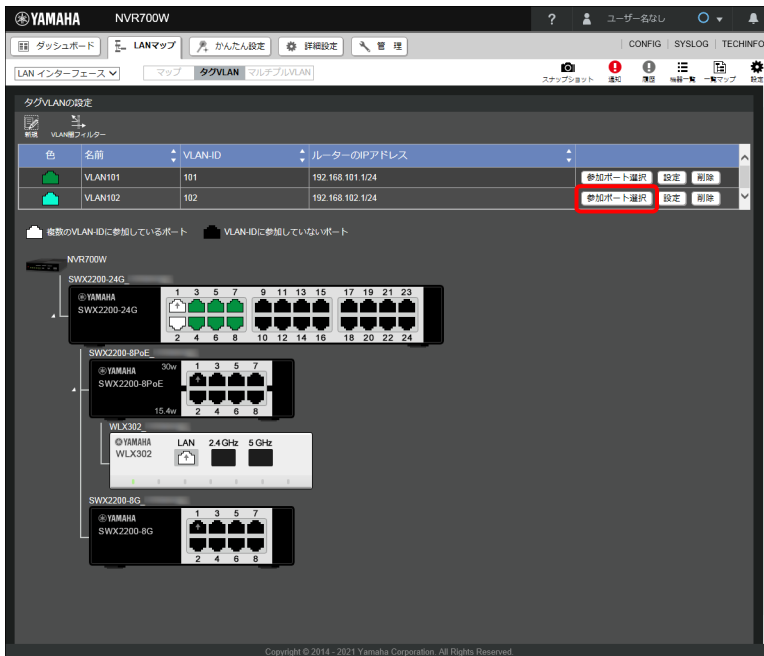 YAMAHA NVR700W ? ユーザー名なし
ダッシュボード LANマップ かんたん設定 詳細設定 管 理 CONFIG SYSLOG TECHINFO
LAN インターフェース マップ タグVLAN マルチプルVLAN スナップショット 通知 履歴 機器一覧 一覧マップ 設定
タグVLANの設定
新規 VLAN間フィルター
色 名前 VLAN-ID ルーターのIPアドレス
VLAN101 101 192.168.101.1/24 参加ポート選択 設定 削除
VLAN102 102 192.168.102.1/24 参加ポート選択 設定 削除
複数のVLAN-IDに参加しているポート VLAN-IDに参加していないポート
NVR700W
SWX2200-24G_
YAMAHA
SWX2200-24G
1 3 5 7 9 11 13 15 17 19 21 23
2 4 6 8 10 12 14 16 18 20 22 24
SWX2200-8PoE_
YAMAHA
SWX2200-8PoE
30w 1 3 5 7
15.4w 2 4 6 8
WLX302_
YAMAHA
WLX302
LAN 2.4 GHz 5 GHz
SWX2200-8G_
YAMAHA
SWX2200-8G
1 3 5 7
2 4 6 8
Copyright © 2014 - 2021 Yamaha Corporation. All Rights Reserved.